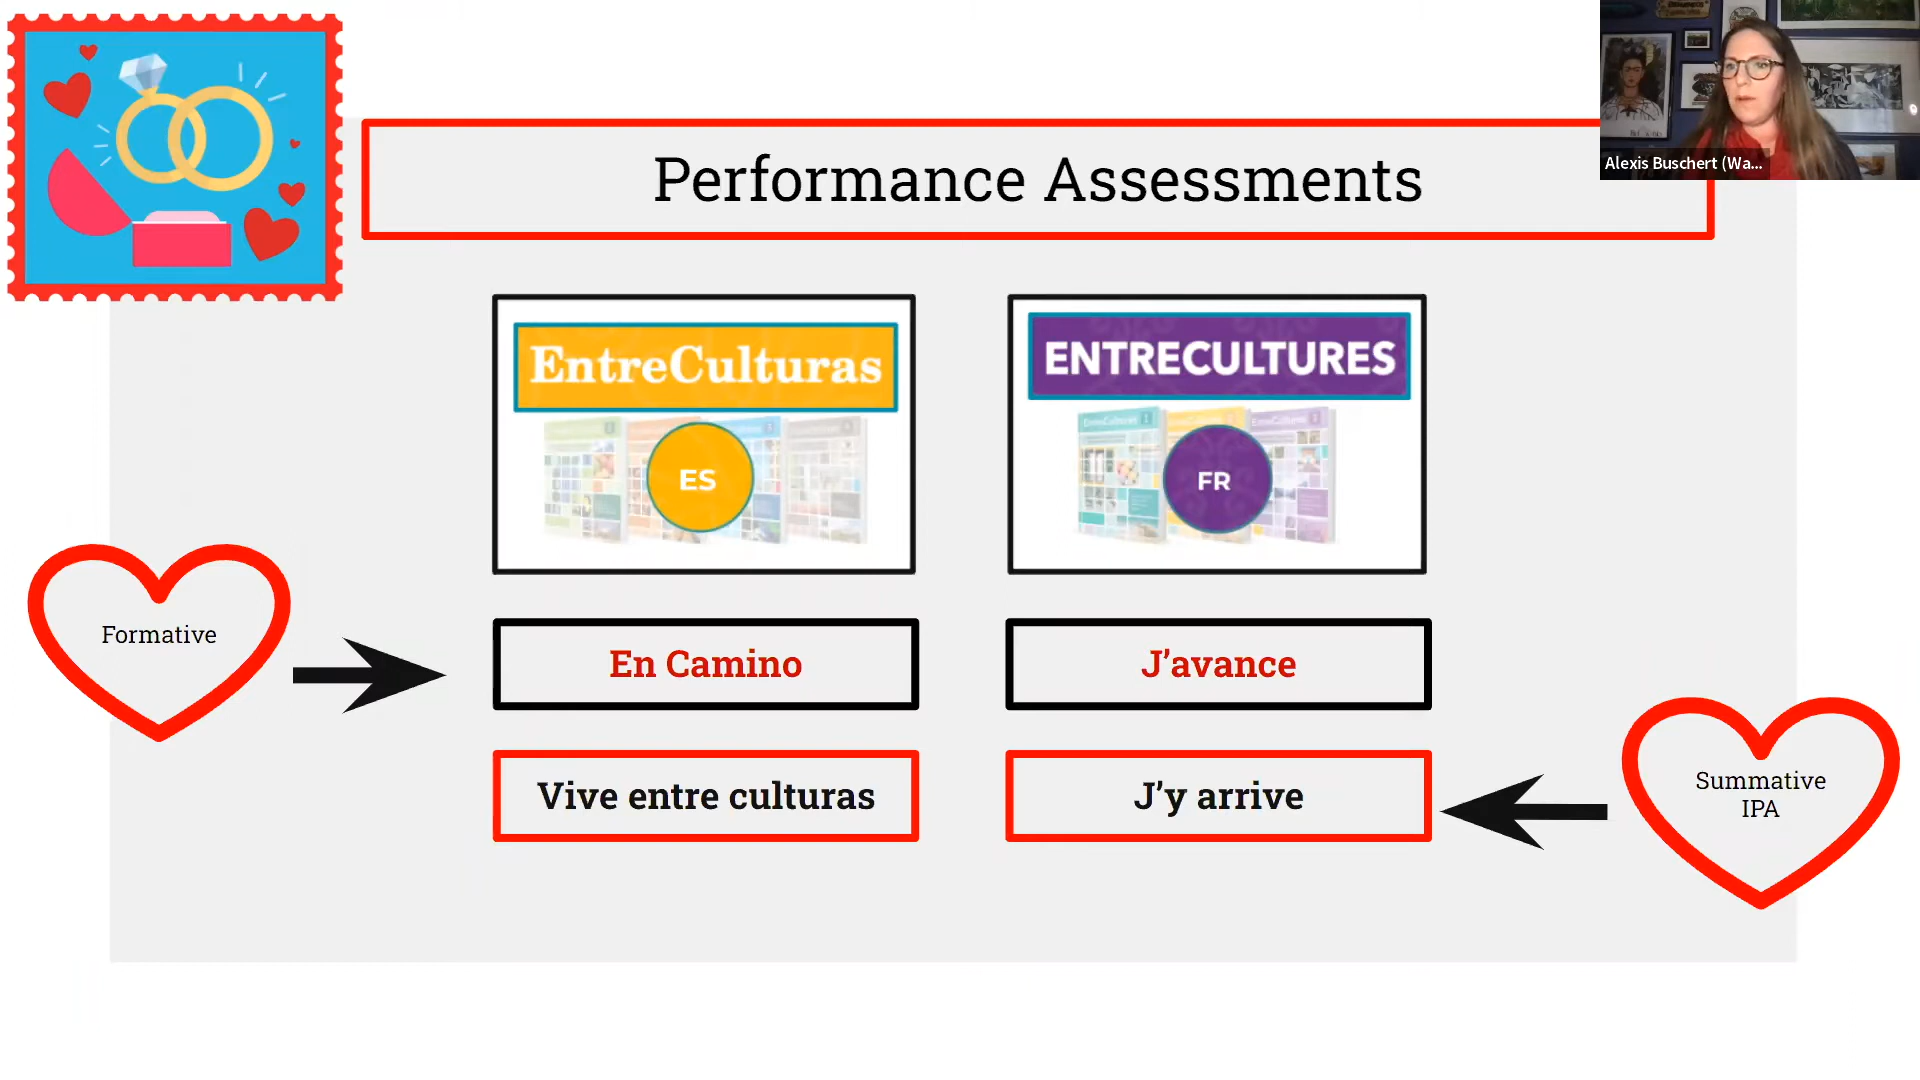 Alexis Buschert (Wa...
Performance Assessments
EntreCulturas
ES
ENTRECULTURES
FR
Formative
En Camino
J’avance
Vive entre culturas
J’y arrive
Summative
IPA